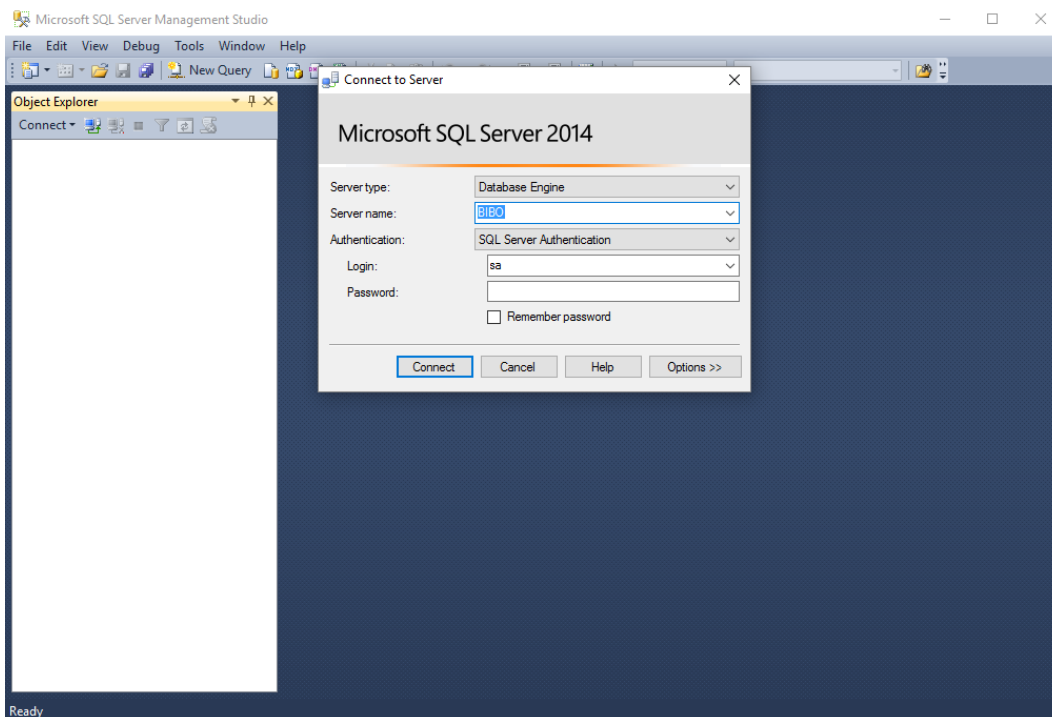 Microsoft SQL Server Management Studio
File Edit View Debug Tools Window Help
New Query
Object Explorer
Connect
Connect to Server
Microsoft SQL Server 2014
Server type: Database Engine
Server name: BIBO
Authentication: SQL Server Authentication
Login: sa
Password:
Remember password
Connect Cancel Help Options >>
Ready